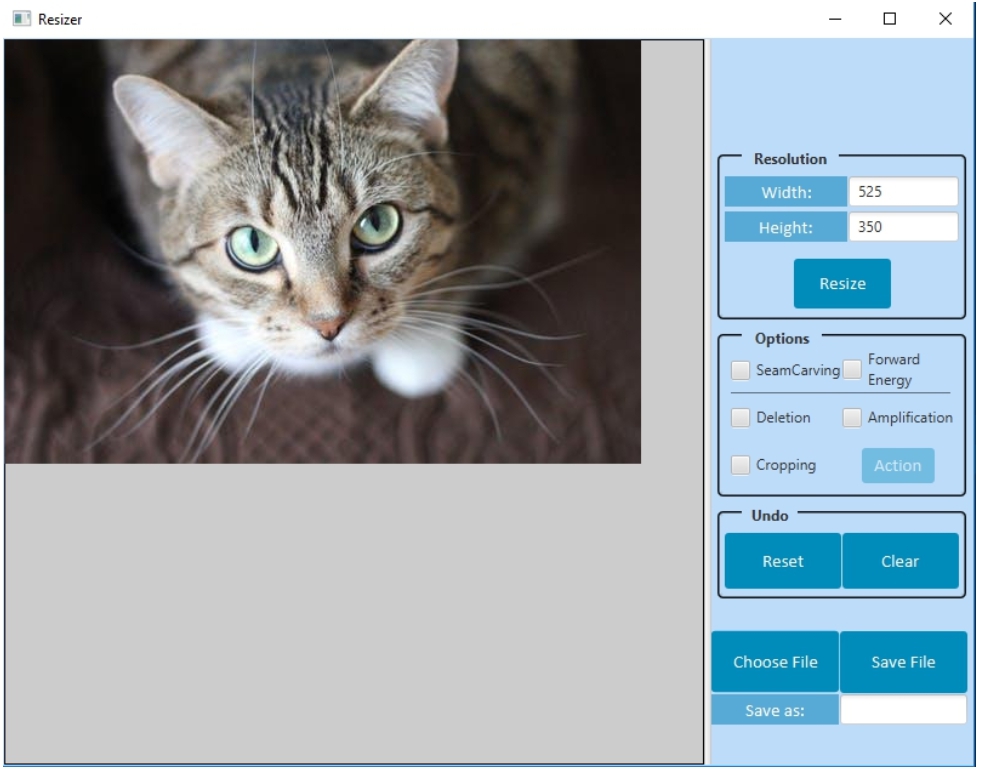 Resizer
Resolution
Width: 525
Height: 350
Resize
Options
SeamCarving Forward
Energy
Deletion Amplification
Cropping Action
Undo
Reset Clear
Choose File Save File
Save as: